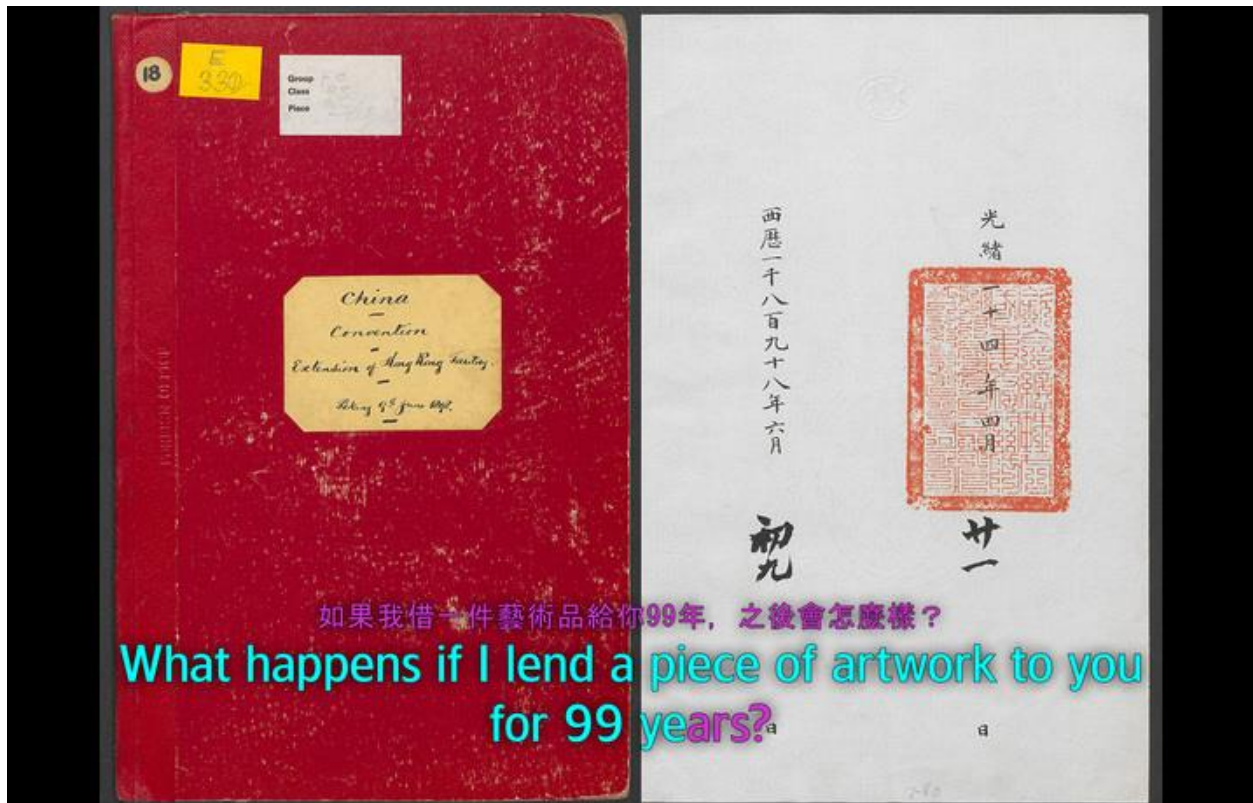 18
E
330
Group
Class
Piece
China
Convention
Extension of Hong Kong Territory.
Peking 9th June 1898.
光緒二十四年四月
廿一
日
西歷一千八百九十八年六月
初九
日
如果我借一件藝術品給你99年，之後會怎麼樣？
What happens if I lend a piece of artwork to you
for 99 years?